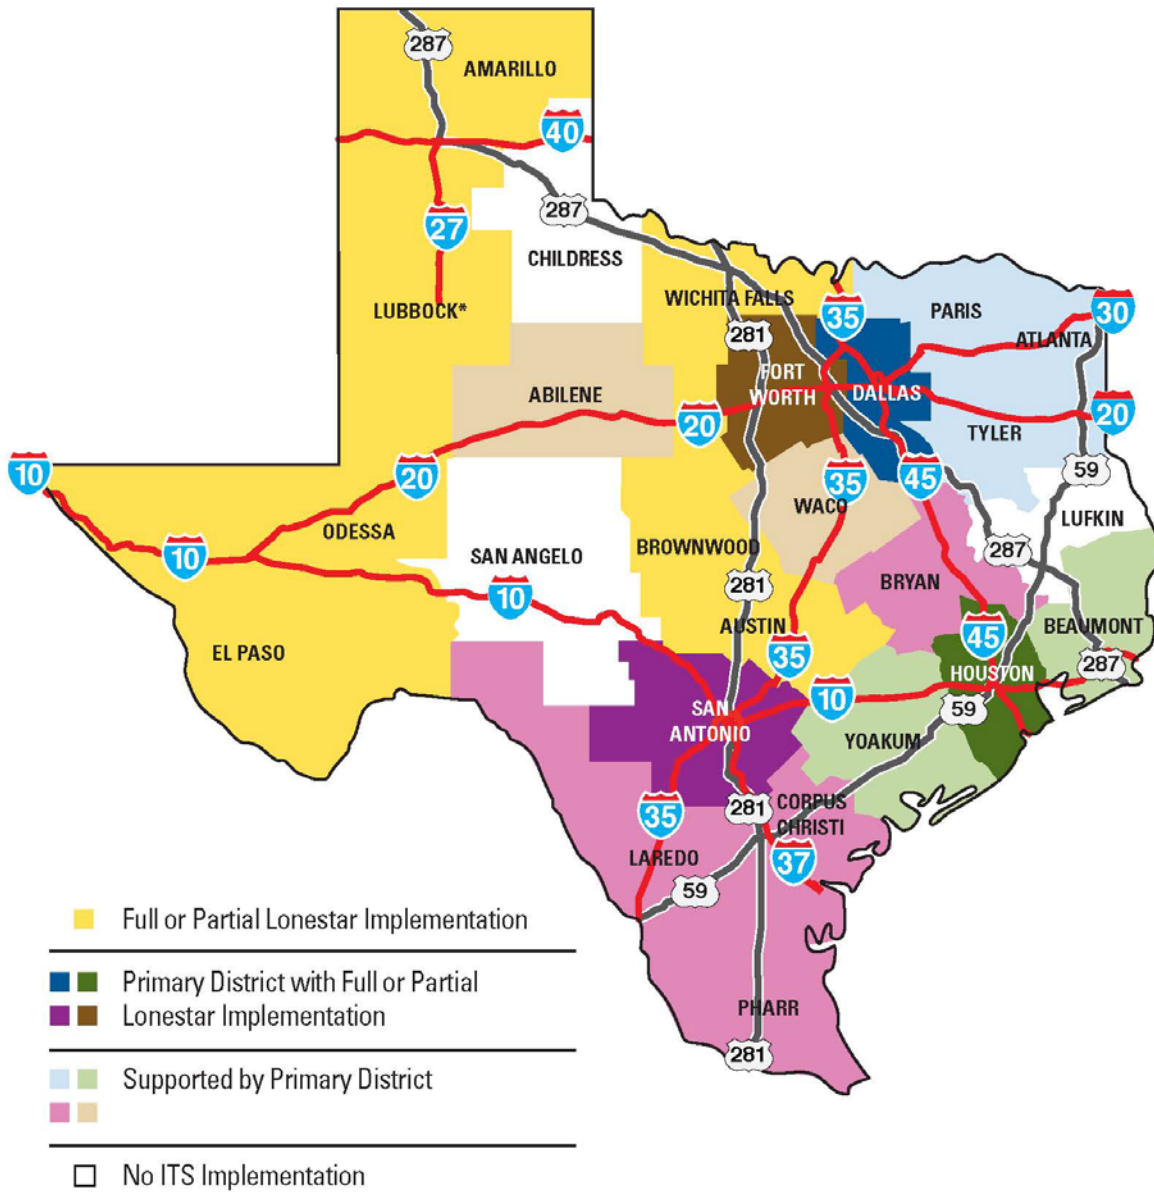 287
AMARILLO
40
287
27
CHILDRESS
LUBBOCK*
WICHITA FALLS
35
PARIS
30
281
ATLANTA
FORT
WORTH
DALLAS
ABILENE
20
20
TYLER
10
20
35
45
59
WACO
LUFKIN
ODESSA
BROWNWOOD
287
10
SAN ANGELO
BRYAN
10
281
AUSTIN
45
BEAUMONT
EL PASO
35
HOUSTON
287
10
59
SAN
ANTONIO
YOAKUM
35
281
CORPUS
CHRISTI
LAREDO
37
59
PHARR
281
Full or Partial Lonestar Implementation
Primary District with Full or Partial
Lonestar Implementation
Supported by Primary District
No ITS Implementation